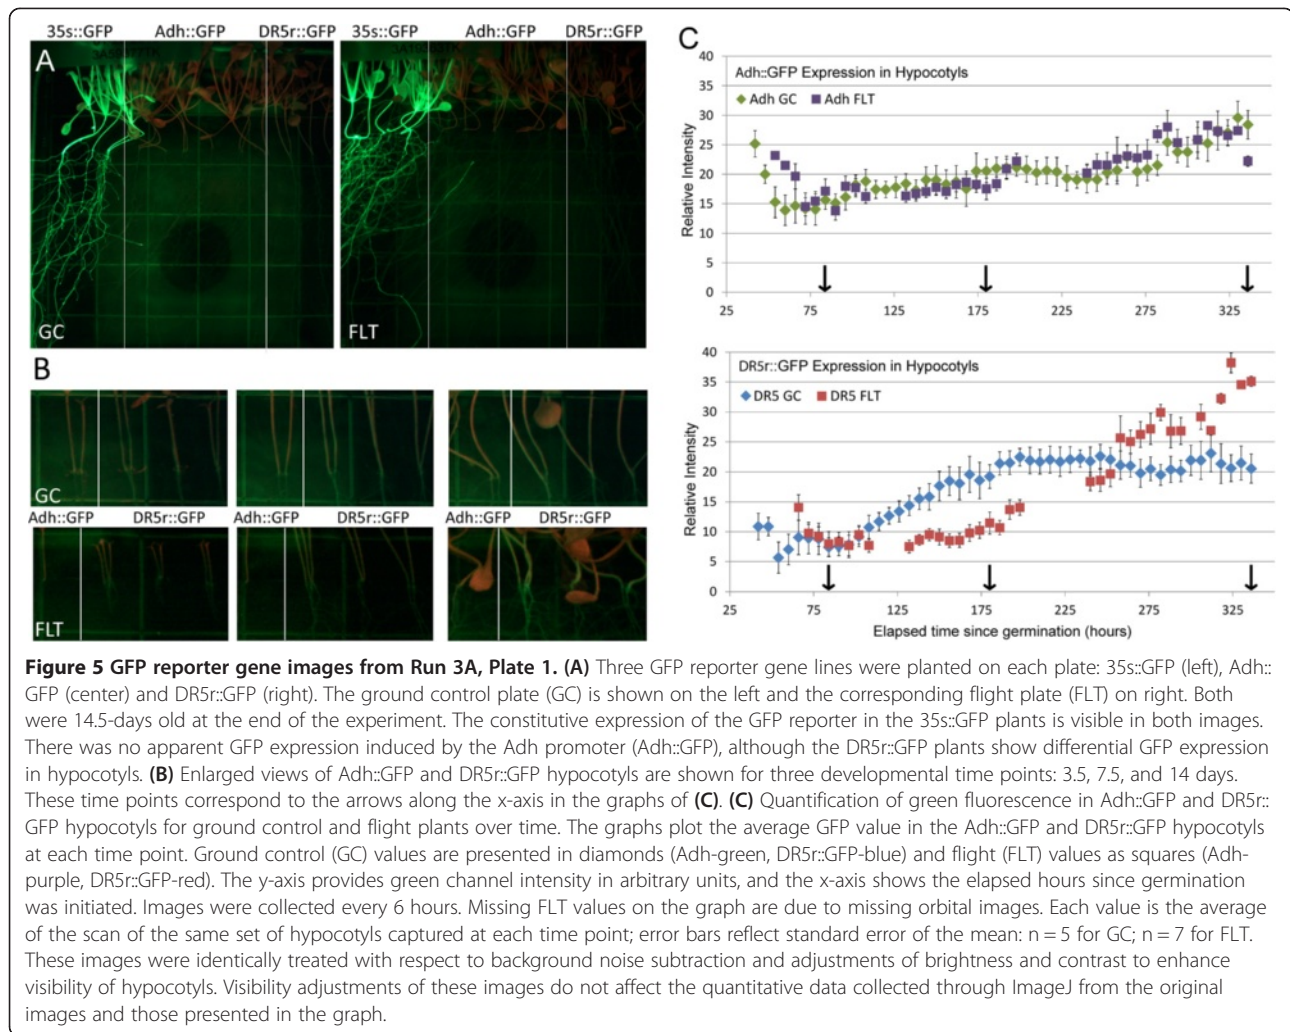 35s::GFP Adh::GFP DR5r::GFP 35s::GFP Adh::GFP DR5r::GFP
A
GC FLT
B
GC
Adh::GFP DR5r::GFP Adh::GFP DR5r::GFP Adh::GFP DR5r::GFP
FLT
C
40
35
30
25
20
15
10
5
0
Relative Intensity
Adh::GFP Expression in Hypocotyls
Adh GC Adh FLT
25 75 125 175 225 275 325
40
35
30
25
20
15
10
5
0
Relative Intensity
DR5r::GFP Expression in Hypocotyls
DR5 GC DR5 FLT
25 75 125 175 225 275 325
Elapsed time since germination (hours)
Figure 5 GFP reporter gene images from Run 3A, Plate 1. (A) Three GFP reporter gene lines were planted on each plate: 35s::GFP (left), Adh::
GFP (center) and DR5r::GFP (right). The ground control plate (GC) is shown on the left and the corresponding flight plate (FLT) on right. Both
were 14.5-days old at the end of the experiment. The constitutive expression of the GFP reporter in the 35s::GFP plants is visible in both images.
There was no apparent GFP expression induced by the Adh promoter (Adh::GFP), although the DR5r::GFP plants show differential GFP expression
in hypocotyls. (B) Enlarged views of Adh::GFP and DR5r::GFP hypocotyls are shown for three developmental time points: 3.5, 7.5, and 14 days.
These time points correspond to the arrows along the x-axis in the graphs of (C). (C) Quantification of green fluorescence in Adh::GFP and DR5r::
GFP hypocotyls for ground control and flight plants over time. The graphs plot the average GFP value in the Adh::GFP and DR5r::GFP hypocotyls
at each time point. Ground control (GC) values are presented in diamonds (Adh-green, DR5r::GFP-blue) and flight (FLT) values as squares (Adh-
purple, DR5r::GFP-red). The y-axis provides green channel intensity in arbitrary units, and the x-axis shows the elapsed hours since germination
was initiated. Images were collected every 6 hours. Missing FLT values on the graph are due to missing orbital images. Each value is the average
of the scan of the same set of hypocotyls captured at each time point; error bars reflect standard error of the mean: n = 5 for GC; n = 7 for FLT.
These images were identically treated with respect to background noise subtraction and adjustments of brightness and contrast to enhance
visibility of hypocotyls. Visibility adjustments of these images do not affect the quantitative data collected through ImageJ from the original
images and those presented in the graph.